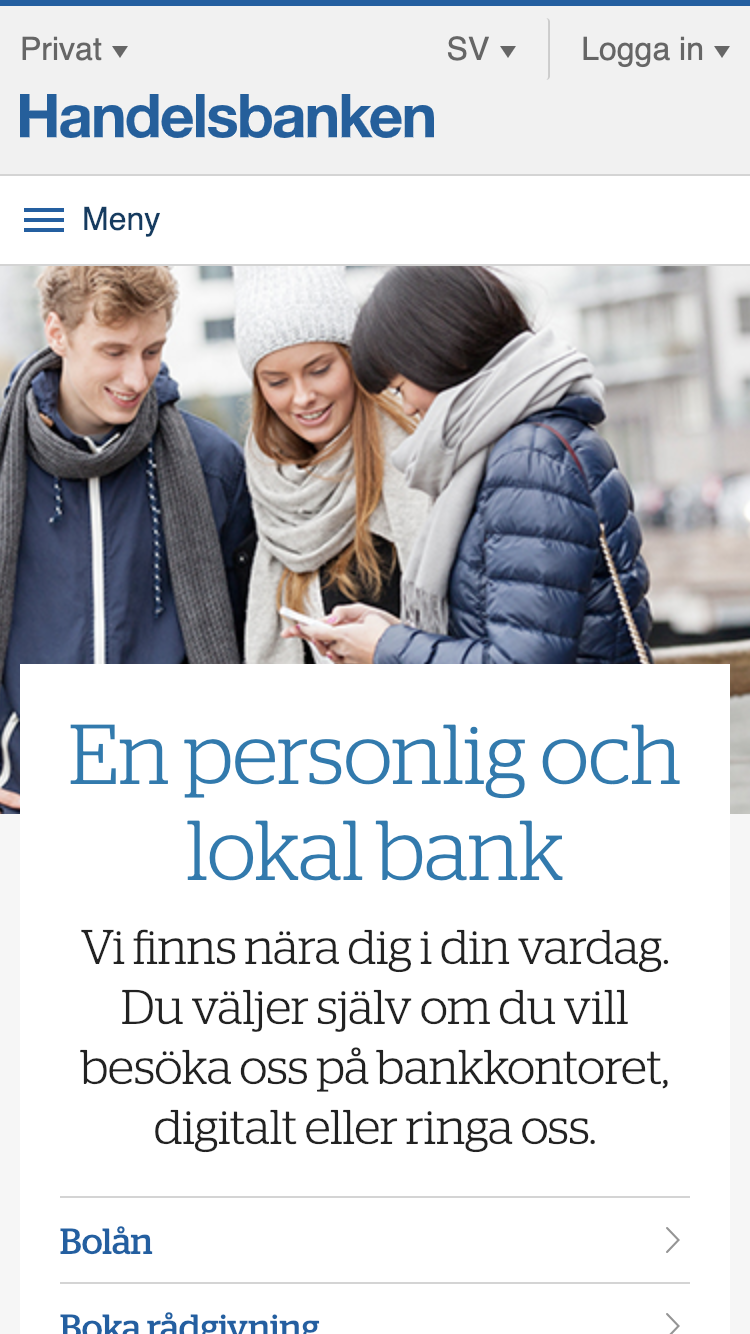 Privat
SV
Logga in
Handelsbanken
Meny
En personlig och
lokal bank
Vi finns nära dig i din vardag.
Du väljer själv om du vill
besöka oss på bankkontoret,
digitalt eller ringa oss.
Bolån
Boka rådgivning